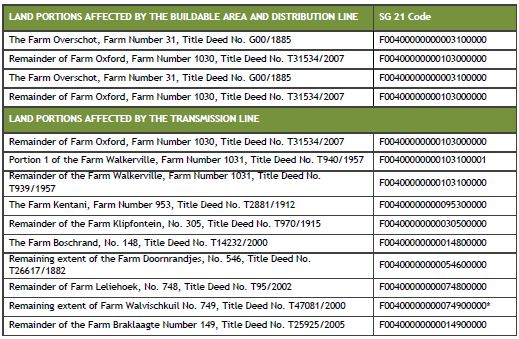 LAND PORTIONS AFFECTED BY THE BUILDABLE AREA AND DISTRIBUTION LINE SG 21 Code
The Farm Overschot, Farm Number 31, Title Deed No. G00/1885 F00400000000003100000
Remainder of Farm Oxford, Farm Number 1030, Title Deed No. T31534/2007 F00400000000103000000
The Farm Overschot, Farm Number 31, Title Deed No. G00/1885 F00400000000003100000
Remainder of Farm Oxford, Farm Number 1030, Title Deed No. T31534/2007 F00400000000103000000
LAND PORTIONS AFFECTED BY THE TRANSMISSION LINE
Remainder of Farm Oxford, Farm Number 1030, Title Deed No. T31534/2007 F00400000000103000000
Portion 1 of the Farm Walkerville, Farm Number 1031, Title Deed No. T940/1957 F00400000000103100001
Remainder of the Farm Walkerville, Farm Number 1031, Title Deed No.
T939/1957 F00400000000103100000
The Farm Kentani, Farm Number 953, Title Deed No. T2881/1912 F00400000000095300000
Remainder of the Farm Klipfontein, No. 305, Title Deed No. T970/1915 F00400000000030500000
The Farm Boschrand, No. 148, Title Deed No. T14232/2000 F00400000000014800000
Remaining extent of the Farm Doornrandjes, No. 546, Title Deed No.
T26617/1882 F00400000000054600000
Remainder of Farm Leliehoek, No. 748, Title Deed No. T95/2002 F00400000000074800000
Remaining extent of Farm Walvischkuil No. 749, Title Deed No. T47081/2000 F00400000000074900000*
Remainder of the Farm Braklaagte Number 149, Title Deed No. T25925/2005 F00400000000014900000